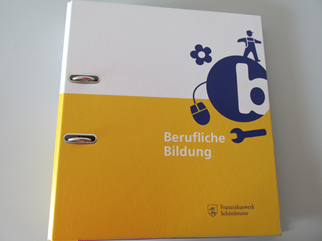 b
Berufliche
Bildung
Franziskuswerk
Schönbrunn